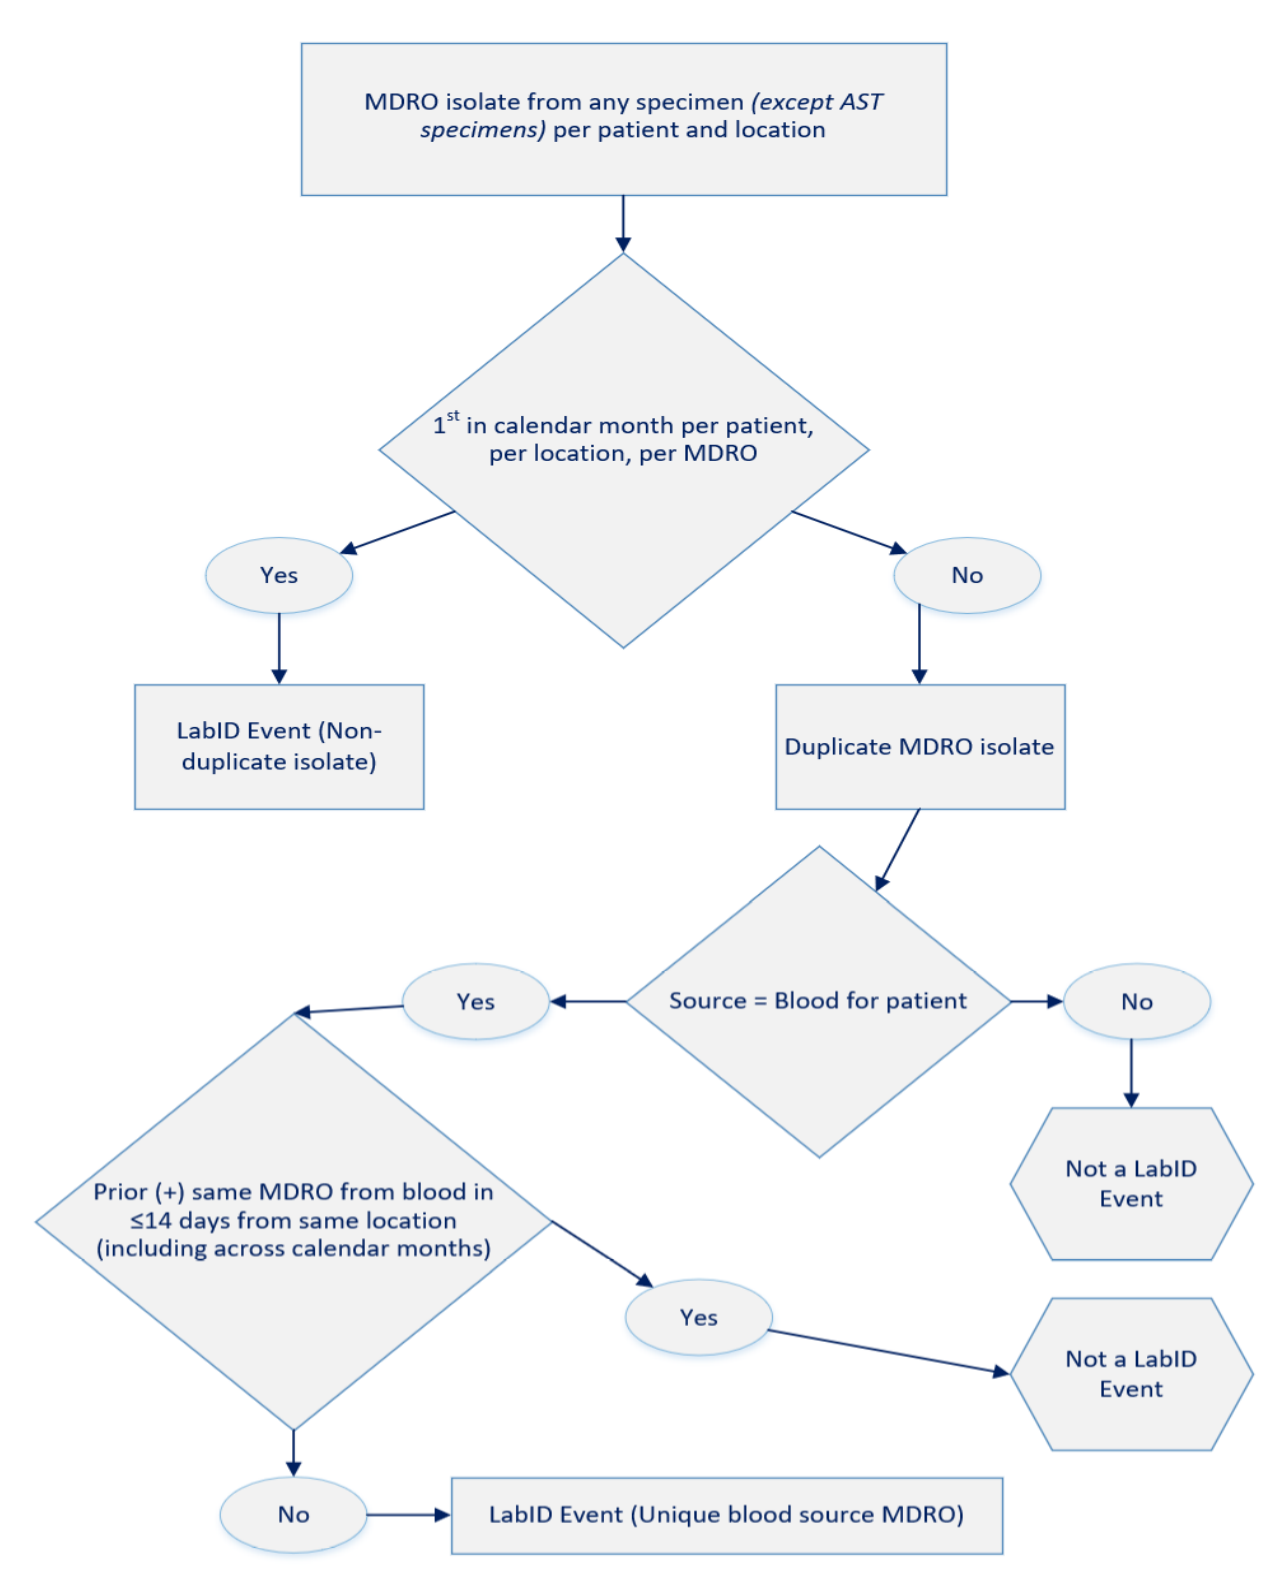 MDRO isolate from any specimen (except AST
specimens) per patient and location
1st in calendar month per patient,
per location, per MDRO
Yes
No
LabID Event (Non-
duplicate isolate)
Duplicate MDRO isolate
Source = Blood for patient
Yes
No
Not a LabID
Event
Prior (+) same MDRO from blood in
≤14 days from same location
(including across calendar months)
Yes
Not a LabID
Event
No
LabID Event (Unique blood source MDRO)